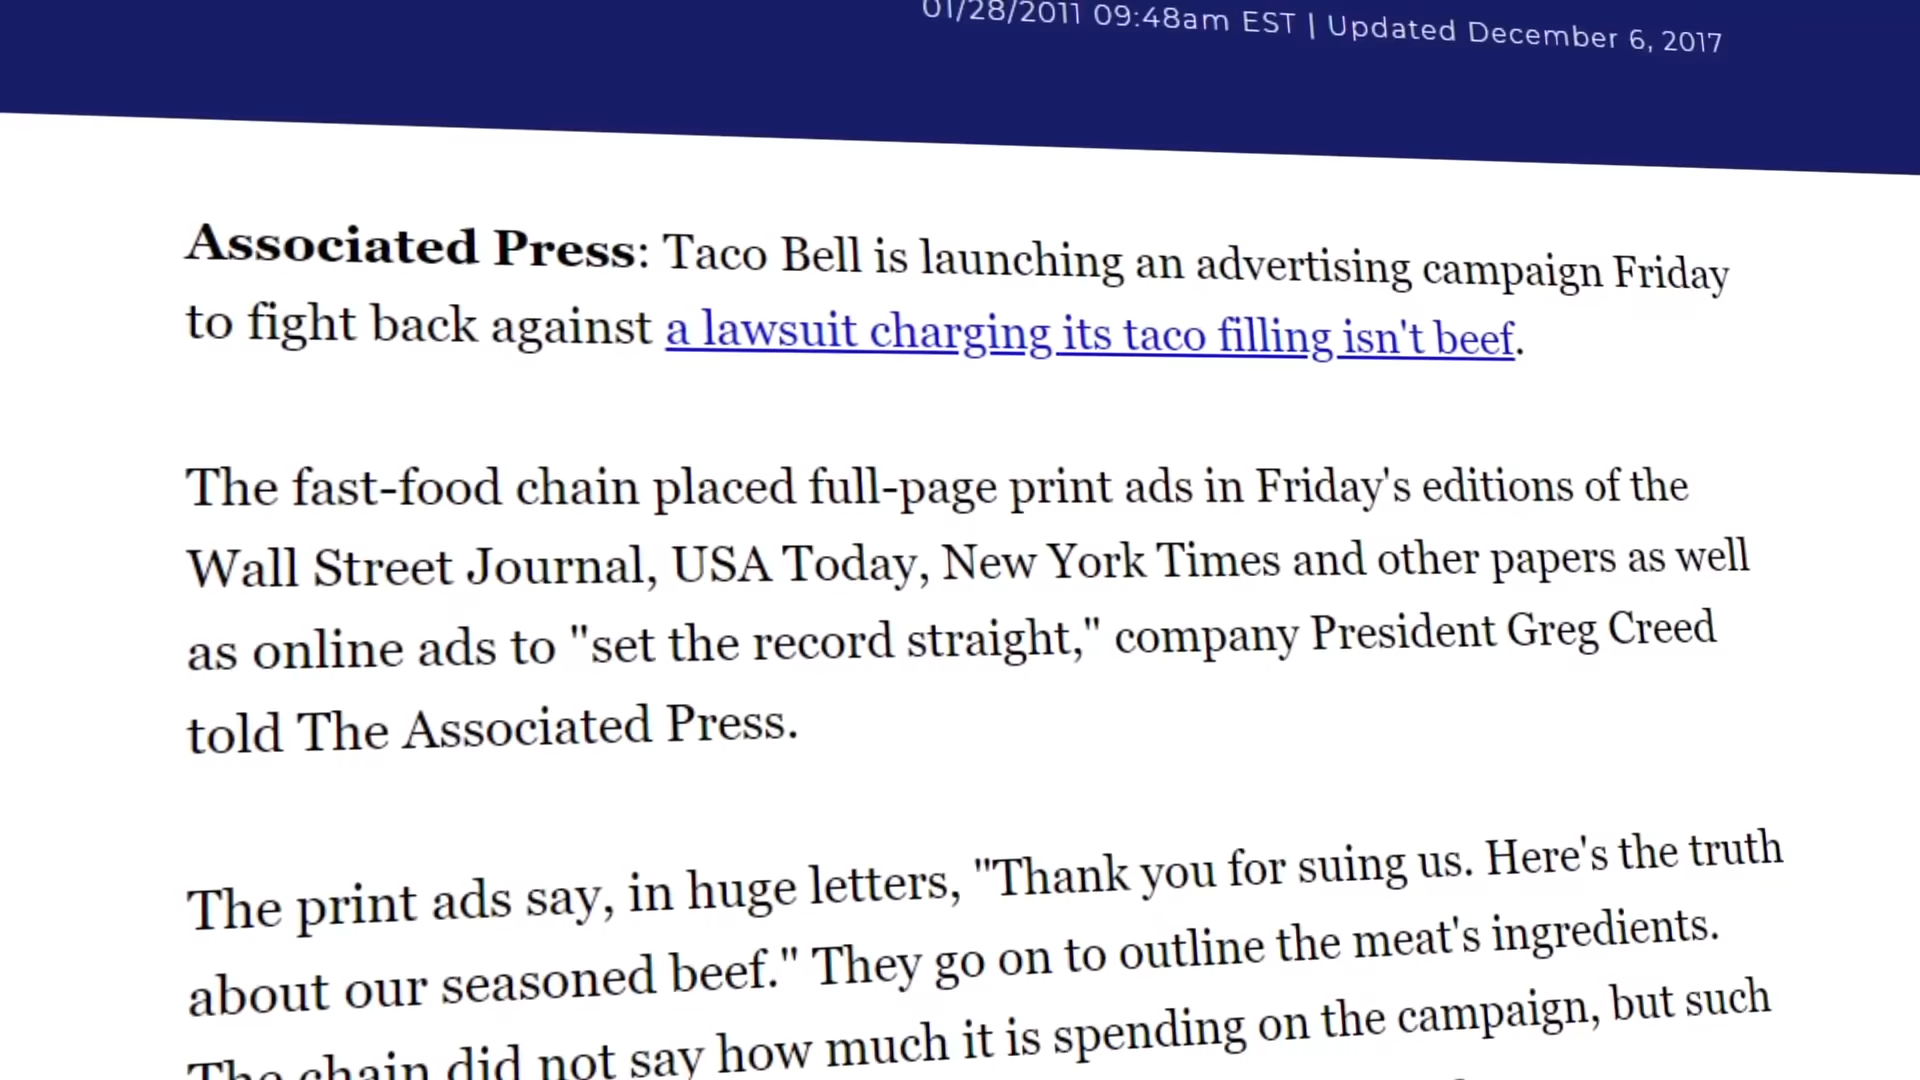 01/28/2011 09:48am EST | Updated December 6, 2017
Associated Press: Taco Bell is launching an advertising campaign Friday
to fight back against a lawsuit charging its taco filling isn't beef.
The fast-food chain placed full-page print ads in Friday's editions of the
Wall Street Journal, USA Today, New York Times and other papers as well
as online ads to "set the record straight," company President Greg Creed
told The Associated Press.
The print ads say, in huge letters, "Thank you for suing us. Here's the truth
about our seasoned beef." They go on to outline the meat's ingredients.
The chain did not say how much it is spending on the campaign, but such